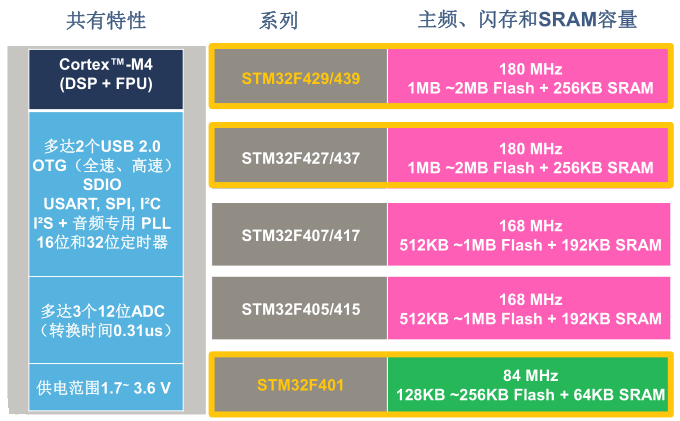 共有特性
系列
主频、闪存和SRAM容量
Cortex™-M4
(DSP + FPU)
多达2个USB 2.0
OTG（全速、高速）
SDIO
USART, SPI, I²C
I²S + 音频专用 PLL
16位和32位定时器
多达3个12位ADC
（转换时间0.31us）
供电范围1.7~ 3.6 V
STM32F429/439
180 MHz
1MB ~2MB Flash + 256KB SRAM
STM32F427/437
180 MHz
1MB ~2MB Flash + 256KB SRAM
STM32F407/417
168 MHz
512KB ~1MB Flash + 192KB SRAM
STM32F405/415
168 MHz
512KB ~1MB Flash + 192KB SRAM
STM32F401
84 MHz
128KB ~256KB Flash + 64KB SRAM